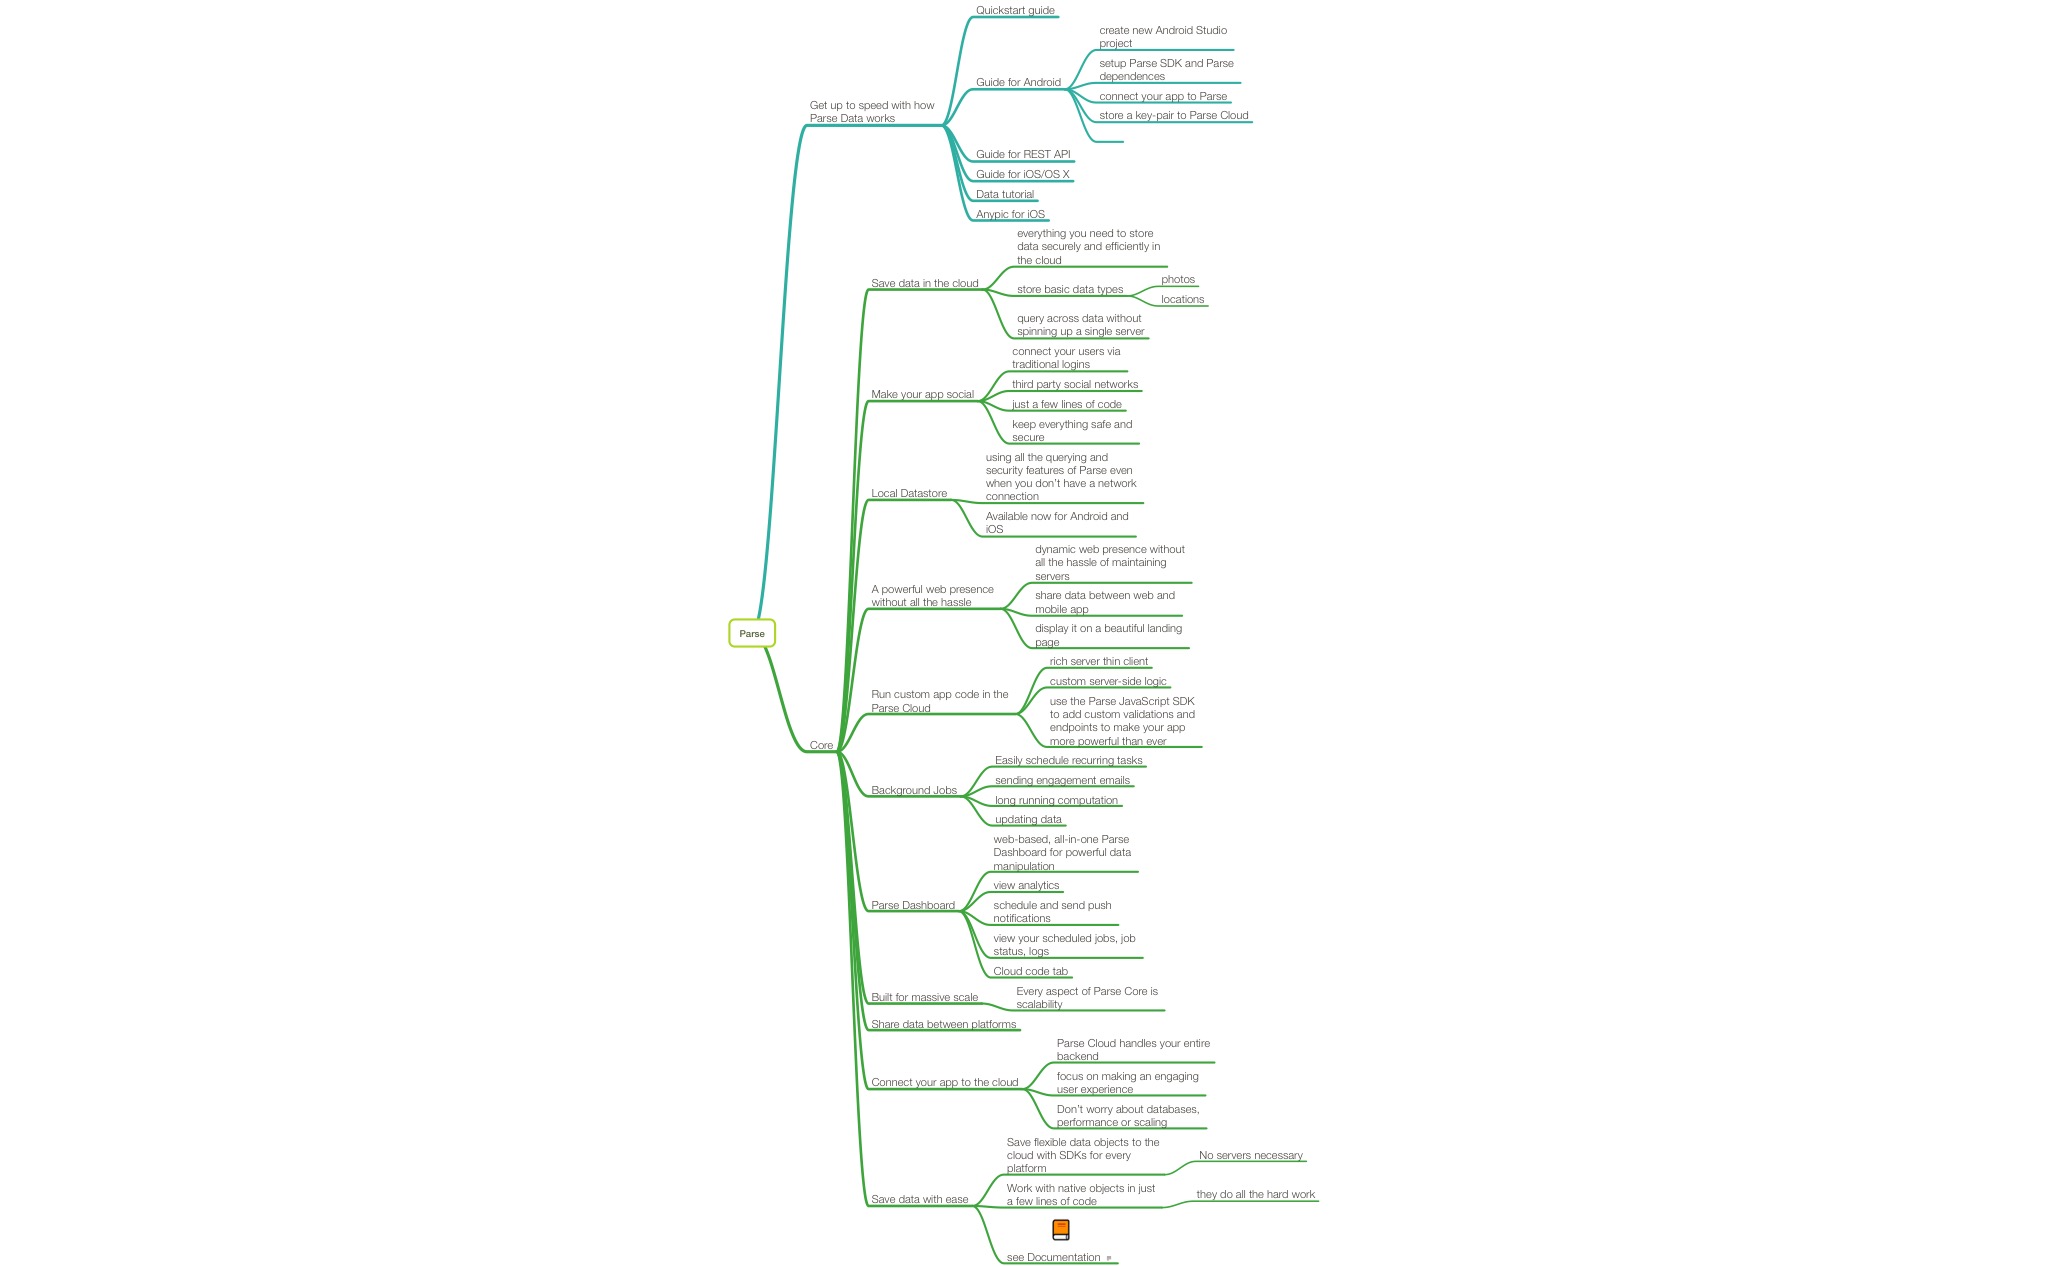 Quickstart guide
create new Android Studio
project
setup Parse SDK and Parse
dependences
Guide for Android
connect your app to Parse
store a key-pair to Parse Cloud
Get up to speed with how
Parse Data works
Guide for REST API
Guide for iOS/OS X
Data tutorial
Anypic for iOS
everything you need to store
data securely and efficiently in
the cloud
Save data in the cloud
store basic data types
photos
locations
query across data without
spinning up a single server
connect your users via
traditional logins
Make your app social
third party social networks
just a few lines of code
keep everything safe and
secure
using all the querying and
security features of Parse even
when you don't have a network
connection
Local Datastore
Available now for Android and
iOS
dynamic web presence without
all the hassle of maintaining
servers
A powerful web presence
without all the hassle
share data between web and
mobile app
display it on a beautiful landing
page
Parse
rich server thin client
custom server-side logic
Run custom app code in the
Parse Cloud
use the Parse JavaScript SDK
to add custom validations and
endpoints to make your app
more powerful than ever
Core
Easily schedule recurring tasks
sending engagement emails
Background Jobs
long running computation
updating data
web-based, all-in-one Parse
Dashboard for powerful data
manipulation
view analytics
Parse Dashboard
schedule and send push
notifications
view your scheduled jobs, job
status, logs
Cloud code tab
Built for massive scale
Every aspect of Parse Core is
scalability
Share data between platforms
Parse Cloud handles your entire
backend
Connect your app to the cloud
focus on making an engaging
user experience
Don't worry about databases,
performance or scaling
Save flexible data objects to the
cloud with SDKs for every
platform
No servers necessary
Save data with ease
Work with native objects in just
a few lines of code
they do all the hard work
see Documentation